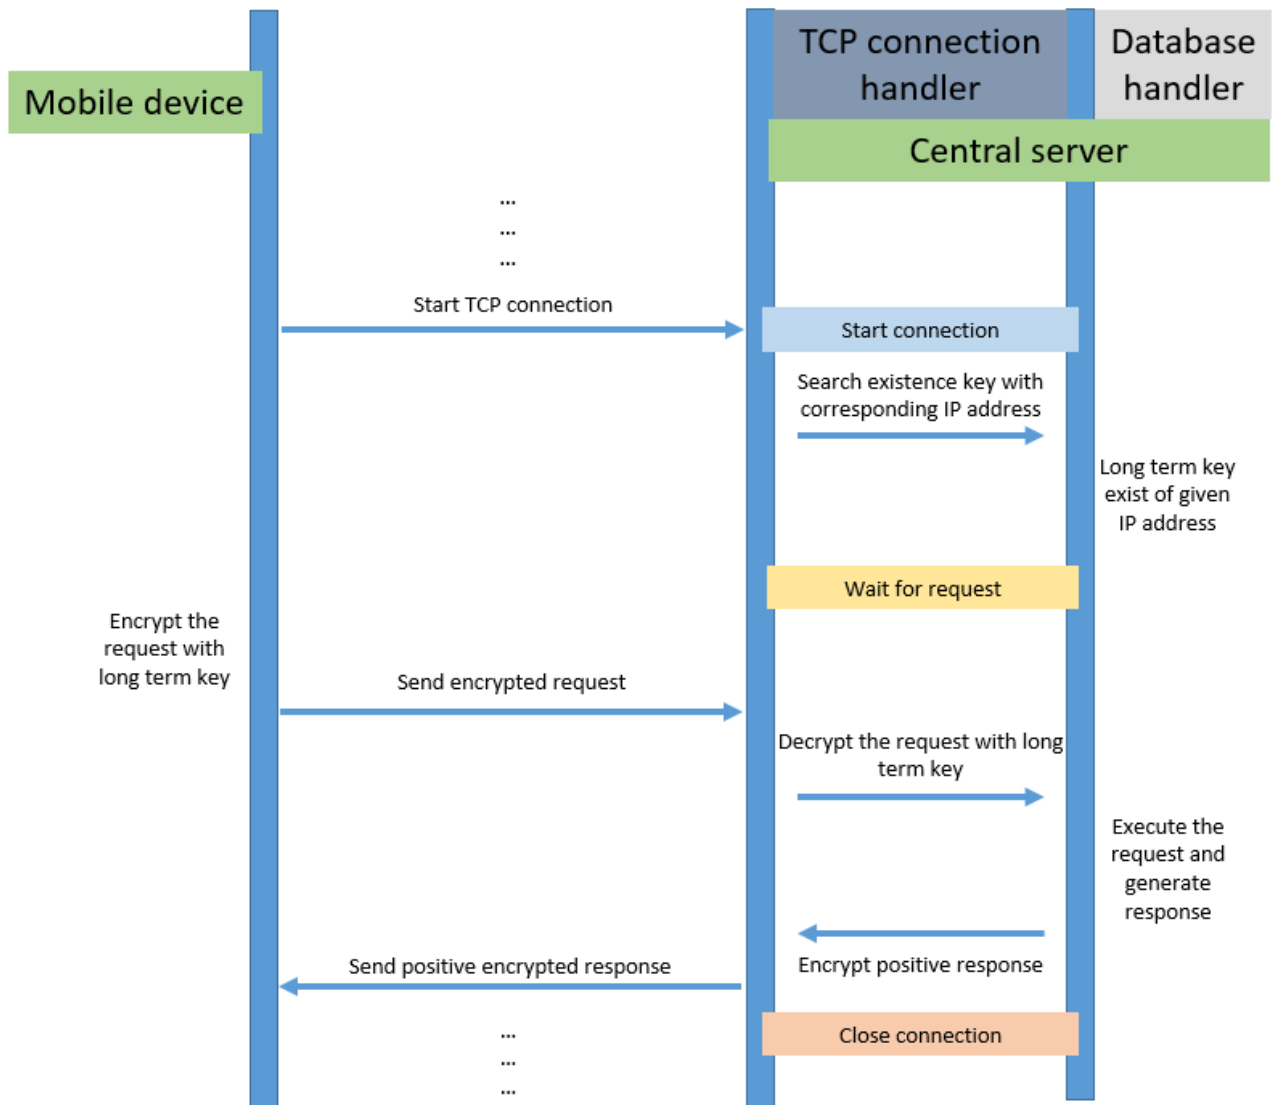 TCP connection
handler
Database
handler
Mobile device
Central server
...
...
...
Start TCP connection
Start connection
Search existence key with
corresponding IP address
Long term key
exist of given
IP address
Wait for request
Encrypt the
request with
long term key
Send encrypted request
Decrypt the request with long
term key
Execute the
request and
generate
response
Send positive encrypted response
Encrypt positive response
Close connection
...
...
...